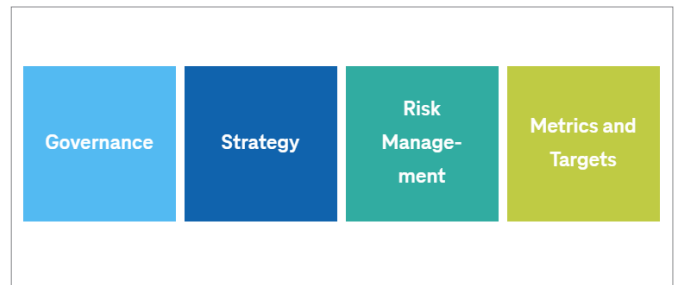 Governance
Strategy
Risk
Manage-
ment
Metrics and
Targets